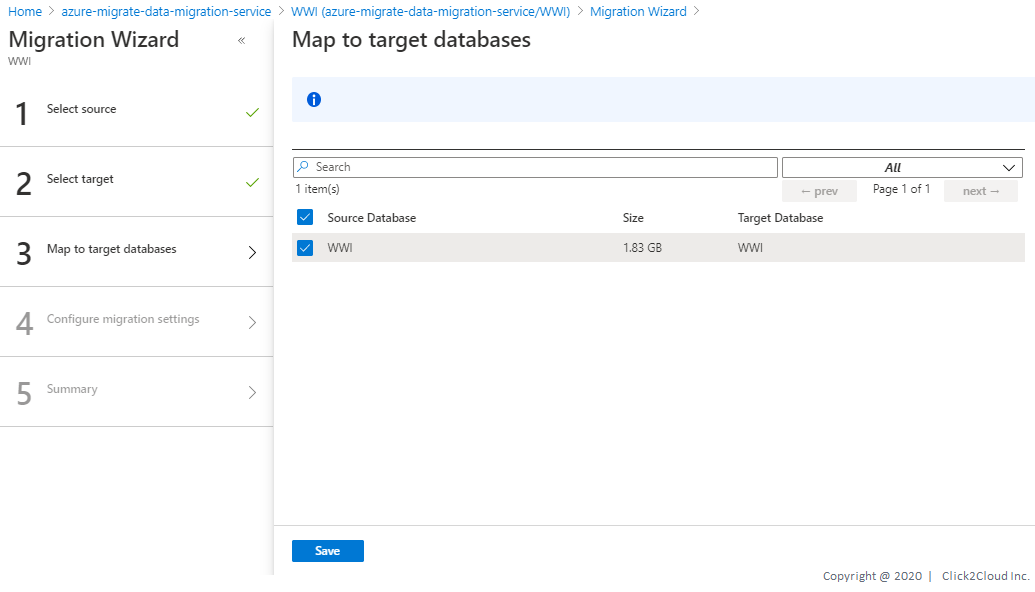 Home > azure-migrate-data-migration-service > WWI (azure-migrate-data-migration-service/WWI) > Migration Wizard >
Migration Wizard «
WWI
1 Select source
2 Select target
3 Map to target databases
4 Configure migration settings
5 Summary
Map to target databases
Search
All
1 item(s)
← prev Page 1 of 1 next →
Source Database Size Target Database
WWI 1.83 GB WWI
Save
Copyright @ 2020 | Click2Cloud Inc.